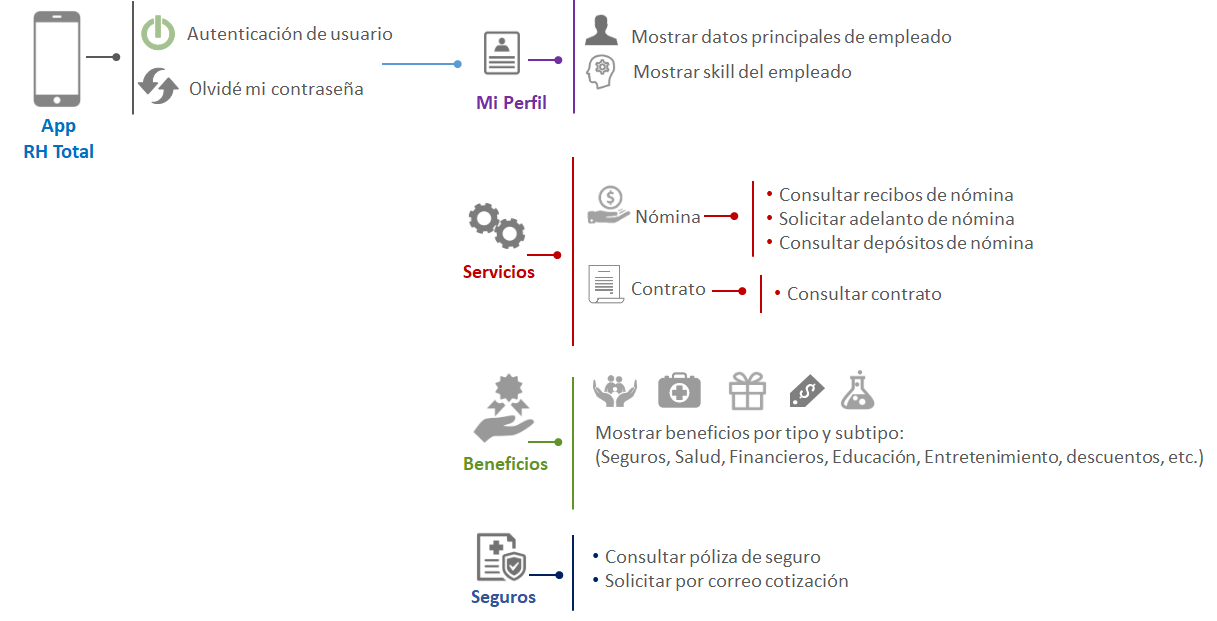 App
RH Total
Autenticación de usuario
Olvidé mi contraseña
Mi Perfil
Mostrar datos principales de empleado
Mostrar skill del empleado
Servicios
Nómina
• Consultar recibos de nómina
• Solicitar adelanto de nómina
• Consultar depósitos de nómina
Contrato
• Consultar contrato
Beneficios
Mostrar beneficios por tipo y subtipo:
(Seguros, Salud, Financieros, Educación, Entretenimiento, descuentos, etc.)
Seguros
• Consultar póliza de seguro
• Solicitar por correo cotización